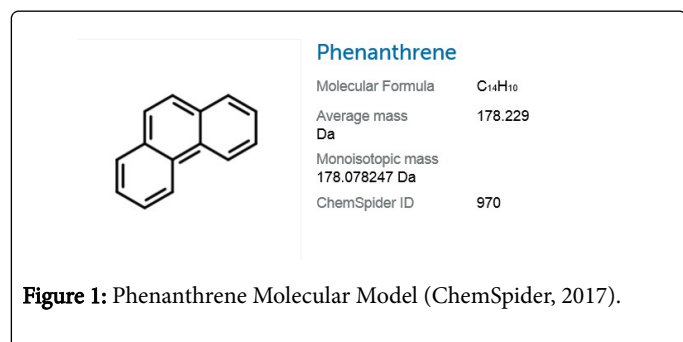 Phenanthrene
Molecular Formula C₁₄H₁₀
Average mass 178.229
Da
Monoisotopic mass
178.078247 Da
ChemSpider ID 970
Figure 1: Phenanthrene Molecular Model (ChemSpider, 2017).